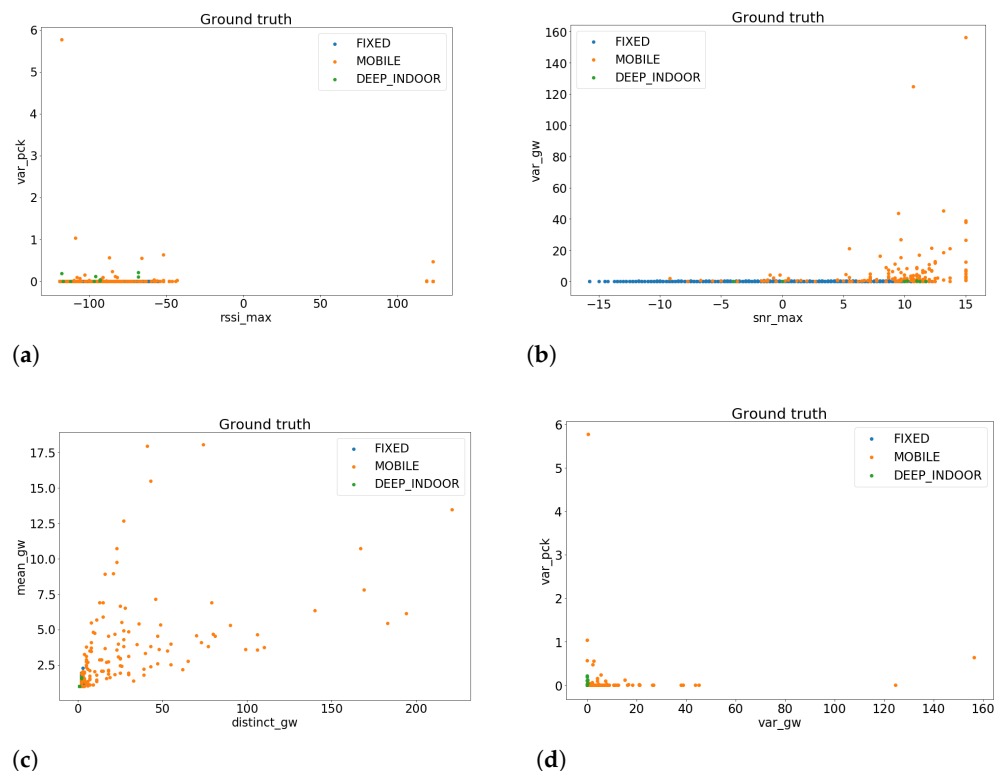 Ground truth
6
5
4
3
2
1
0
var_pck
FIXED
MOBILE
DEEP_INDOOR
−100
−50
0
50
100
rssi_max
(a)
Ground truth
160
140
120
100
80
60
40
20
0
var_gw
FIXED
MOBILE
DEEP_INDOOR
−15
−10
−5
0
5
10
15
snr_max
(b)
Ground truth
17.5
15.0
12.5
10.0
7.5
5.0
2.5
mean_gw
FIXED
MOBILE
DEEP_INDOOR
0
50
100
150
200
distinct_gw
(c)
Ground truth
6
5
4
3
2
1
0
var_pck
FIXED
MOBILE
DEEP_INDOOR
0
20
40
60
80
100
120
140
160
var_gw
(d)